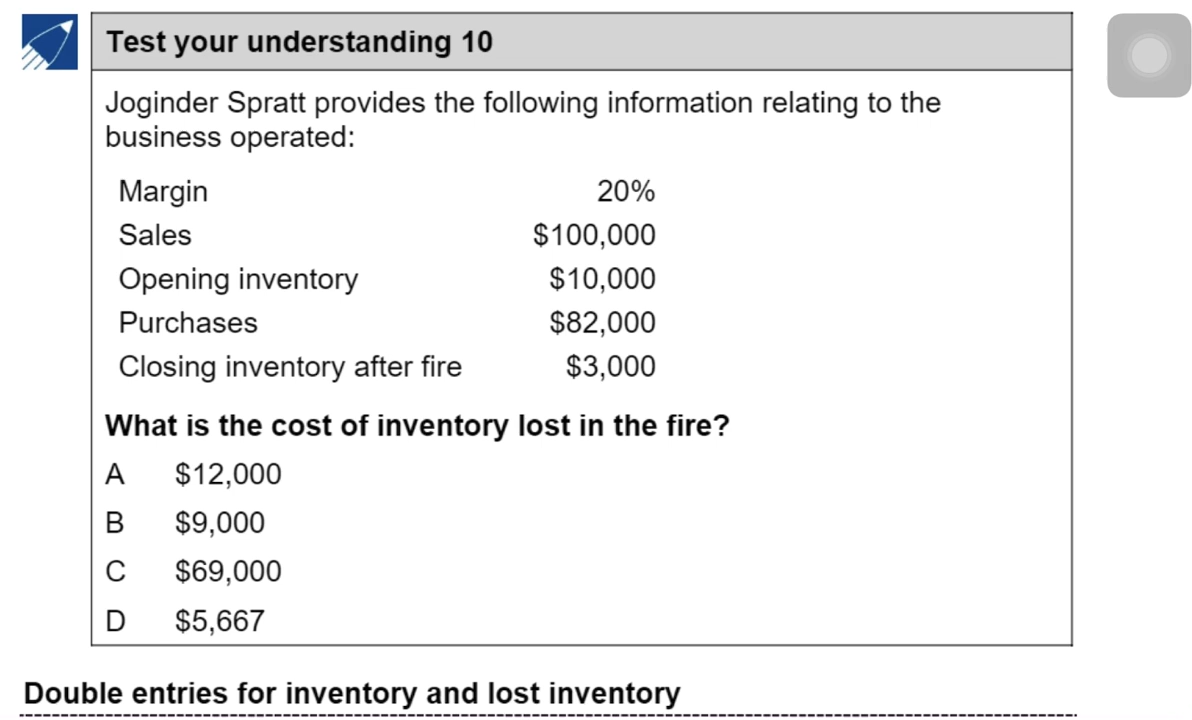 Test your understanding 10
Joginder Spratt provides the following information relating to the
business operated:
Margin 20%
Sales $100,000
Opening inventory $10,000
Purchases $82,000
Closing inventory after fire $3,000
What is the cost of inventory lost in the fire?
A $12,000
B $9,000
C $69,000
D $5,667
Double entries for inventory and lost inventory